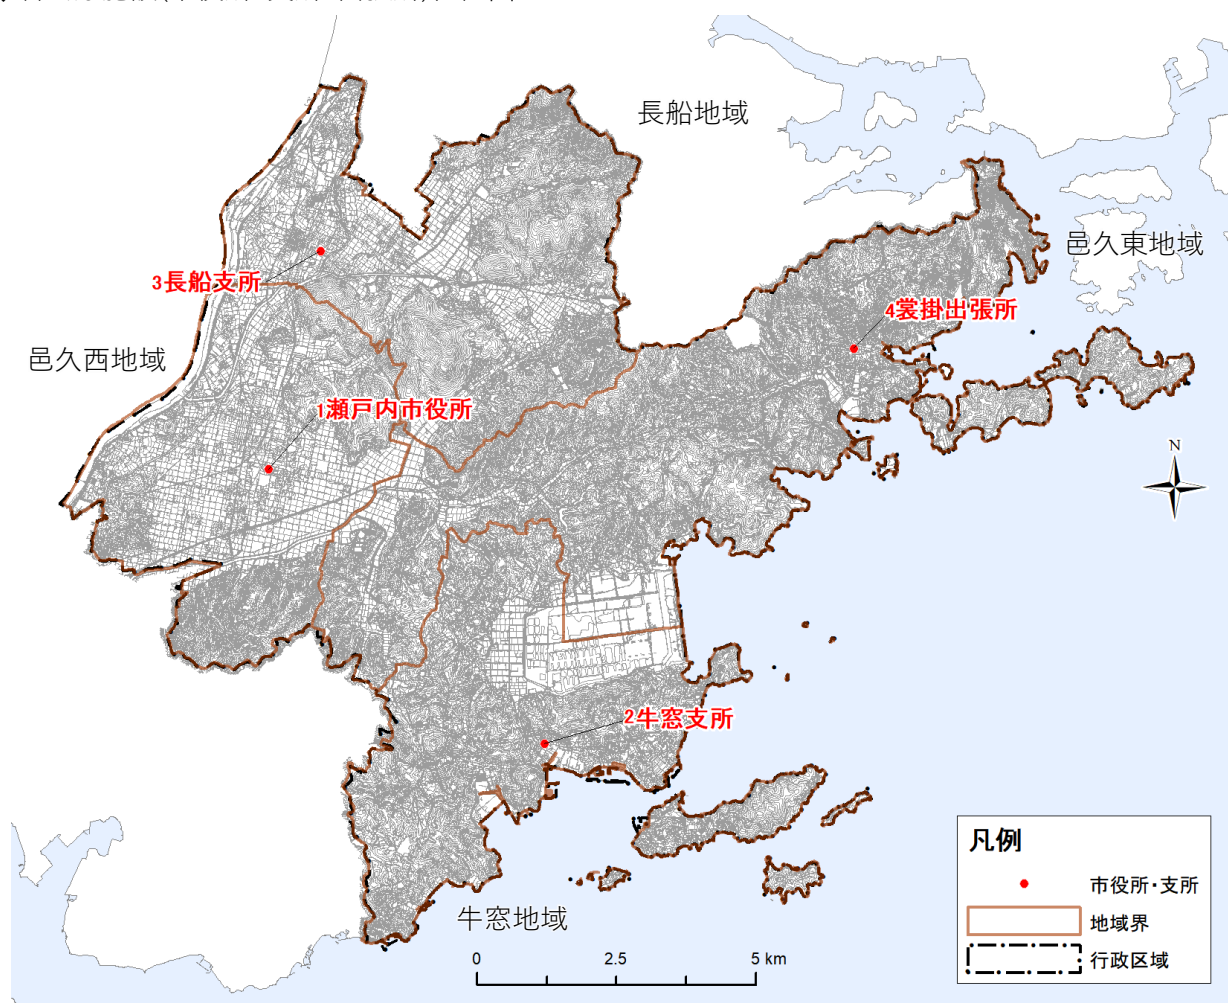 長船地域
邑久東地域
3長船支所
4裳掛出張所
邑久西地域
1瀬戸内市役所
N
2牛窓支所
牛窓地域
0 2.5 5 km
凡例
市役所・支所
地域界
行政区域